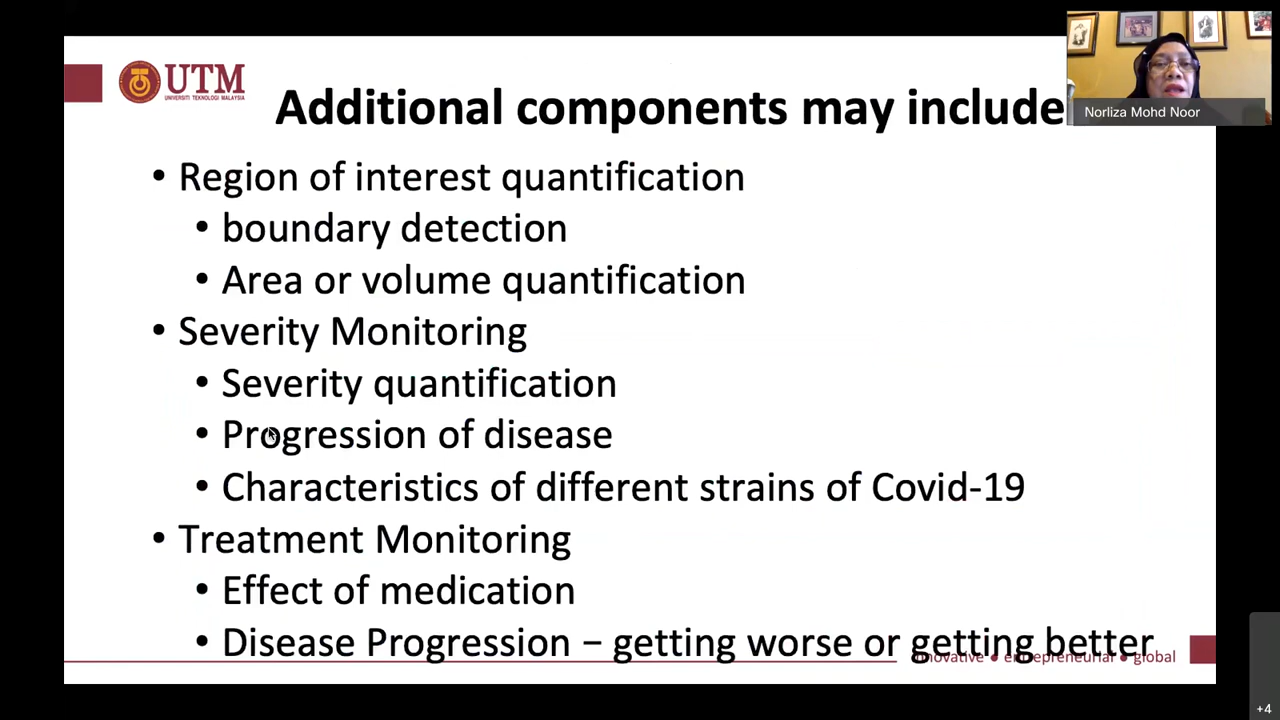 UTM
UNIVERSITI TEKNOLOGI MALAYSIA
Additional components may include
Norliza Mohd Noor
• Region of interest quantification
• boundary detection
• Area or volume quantification
• Severity Monitoring
• Severity quantification
• Progression of disease
• Characteristics of different strains of Covid-19
• Treatment Monitoring
• Effect of medication
• Disease Progression – getting worse or getting better
innovative ● entrepreneurial ● global
+4